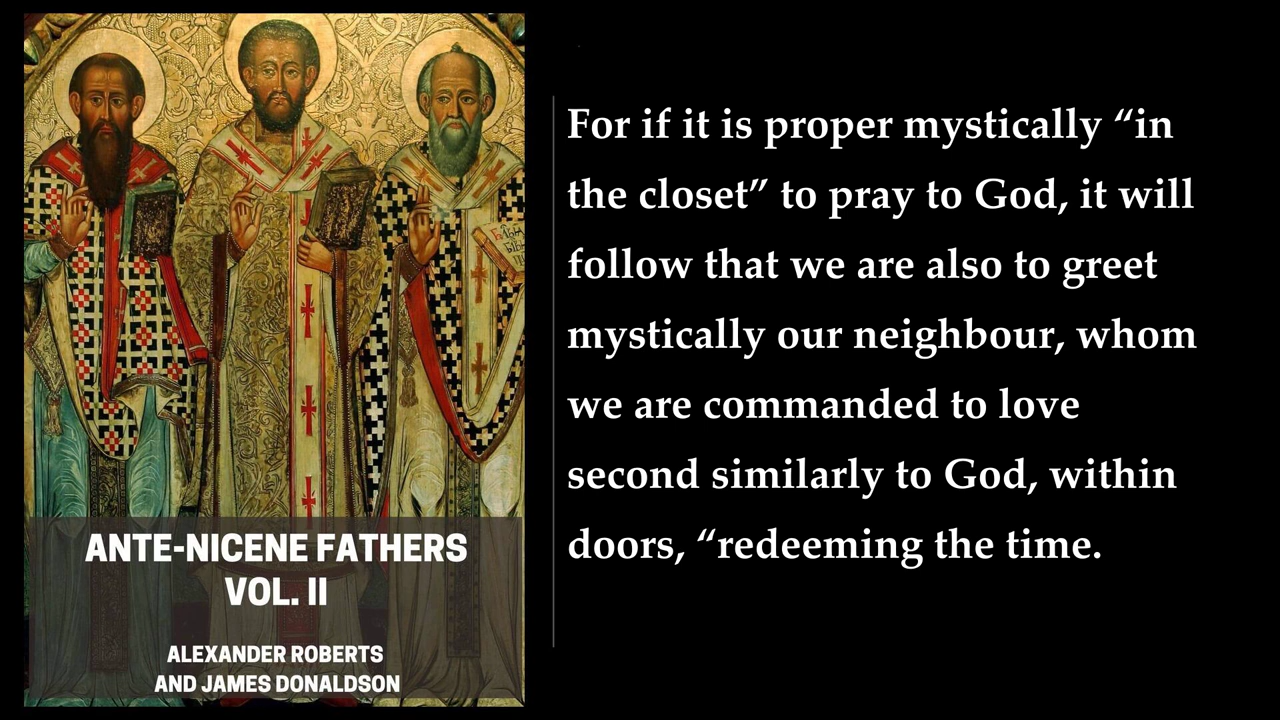 For if it is proper mystically “in
the closet” to pray to God, it will
follow that we are also to greet
mystically our neighbour, whom
we are commanded to love
second similarly to God, within
doors, “redeeming the time.
ANTE-NICENE FATHERS
VOL. II
ALEXANDER ROBERTS
AND JAMES DONALDSON